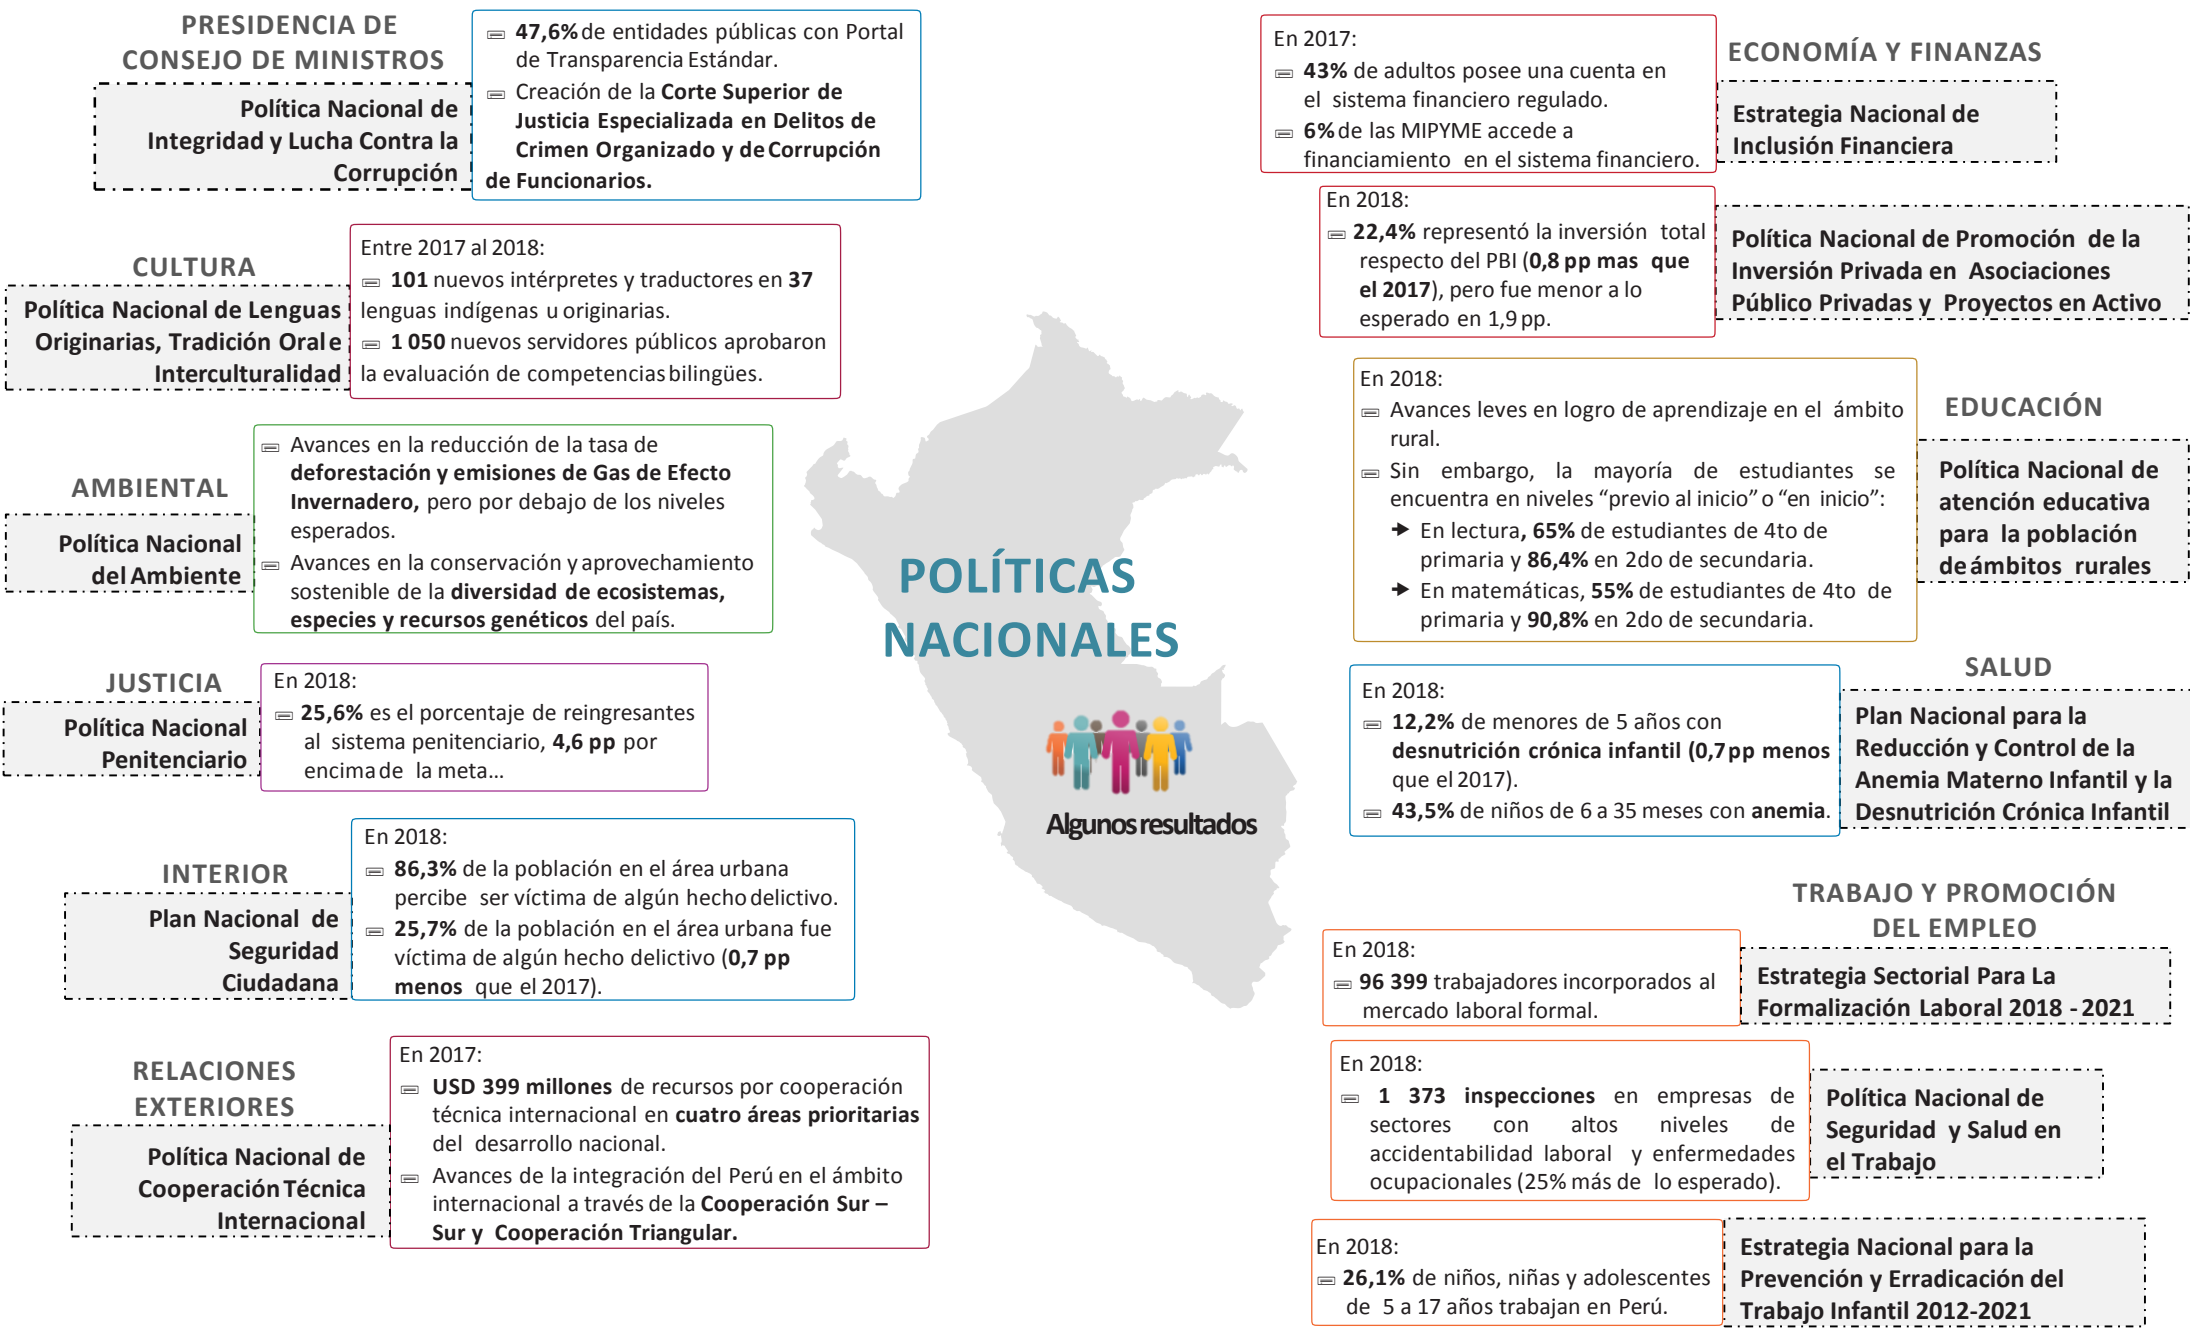 PRESIDENCIA DE
CONSEJO DE MINISTROS
Política Nacional de
Integridad y Lucha Contra la
Corrupción
47,6% de entidades públicas con Portal
de Transparencia Estándar.
Creación de la Corte Superior de
Justicia Especializada en Delitos de
Crimen Organizado y de Corrupción
de Funcionarios.
CULTURA
Política Nacional de Lenguas
Originarias, Tradición Oral e
Interculturalidad
Entre 2017 al 2018:
101 nuevos intérpretes y traductores en 37
lenguas indígenas u originarias.
1 050 nuevos servidores públicos aprobaron
la evaluación de competencias bilingües.
AMBIENTAL
Política Nacional
del Ambiente
Avances en la reducción de la tasa de
deforestación y emisiones de Gas de Efecto
Invernadero, pero por debajo de los niveles
esperados.
Avances en la conservación y aprovechamiento
sostenible de la diversidad de ecosistemas,
especies y recursos genéticos del país.
JUSTICIA
Política Nacional
Penitenciario
En 2018:
25,6% es el porcentaje de reingresantes
al sistema penitenciario, 4,6 pp por
encima de la meta...
INTERIOR
Plan Nacional de
Seguridad
Ciudadana
En 2018:
86,3% de la población en el área urbana
percibe ser víctima de algún hecho delictivo.
25,7% de la población en el área urbana fue
víctima de algún hecho delictivo (0,7 pp
menos que el 2017).
RELACIONES
EXTERIORES
Política Nacional de
Cooperación Técnica
Internacional
En 2017:
USD 399 millones de recursos por cooperación
técnica internacional en cuatro áreas prioritarias
del desarrollo nacional.
Avances de la integración del Perú en el ámbito
internacional a través de la Cooperación Sur –
Sur y Cooperación Triangular.
POLÍTICAS
NACIONALES
Algunos resultados
En 2017:
43% de adultos posee una cuenta en
el sistema financiero regulado.
6% de las MIPYME accede a
financiamiento en el sistema financiero.
ECONOMÍA Y FINANZAS
Estrategia Nacional de
Inclusión Financiera
En 2018:
22,4% representó la inversión total
respecto del PBI (0,8 pp mas que
el 2017), pero fue menor a lo
esperado en 1,9 pp.
Política Nacional de Promoción de la
Inversión Privada en Asociaciones
Público Privadas y Proyectos en Activo
En 2018:
Avances leves en logro de aprendizaje en el ámbito
rural.
Sin embargo, la mayoría de estudiantes se
encuentra en niveles “previo al inicio” o “en inicio”:
En lectura, 65% de estudiantes de 4to de
primaria y 86,4% en 2do de secundaria.
En matemáticas, 55% de estudiantes de 4to de
primaria y 90,8% en 2do de secundaria.
EDUCACIÓN
Política Nacional de
atención educativa
para la población
de ámbitos rurales
En 2018:
12,2% de menores de 5 años con
desnutrición crónica infantil (0,7 pp menos
que el 2017).
43,5% de niños de 6 a 35 meses con anemia.
SALUD
Plan Nacional para la
Reducción y Control de la
Anemia Materno Infantil y la
Desnutrición Crónica Infantil
TRABAJO Y PROMOCIÓN
DEL EMPLEO
En 2018:
96 399 trabajadores incorporados al
mercado laboral formal.
Estrategia Sectorial Para La
Formalización Laboral 2018 - 2021
En 2018:
1 373 inspecciones en empresas de
sectores con altos niveles de
accidentabilidad laboral y enfermedades
ocupacionales (25% más de lo esperado).
Política Nacional de
Seguridad y Salud en
el Trabajo
En 2018:
26,1% de niños, niñas y adolescentes
de 5 a 17 años trabajan en Perú.
Estrategia Nacional para la
Prevención y Erradicación del
Trabajo Infantil 2012-2021